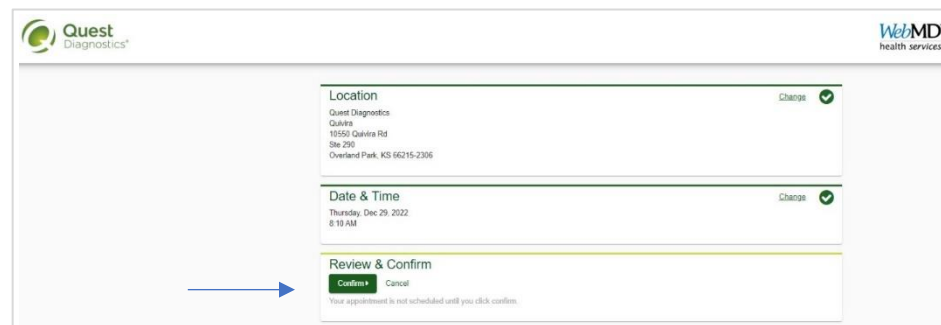 Quest
Diagnostics®
WebMD
health services
Location
Change
Quest Diagnostics
Quivira
10550 Quivira Rd
Ste 290
Overland Park, KS 66215-2306
Date & Time
Change
Thursday, Dec 29, 2022
8:10 AM
Review & Confirm
Confirm
Cancel
Your appointment is not scheduled until you click confirm.